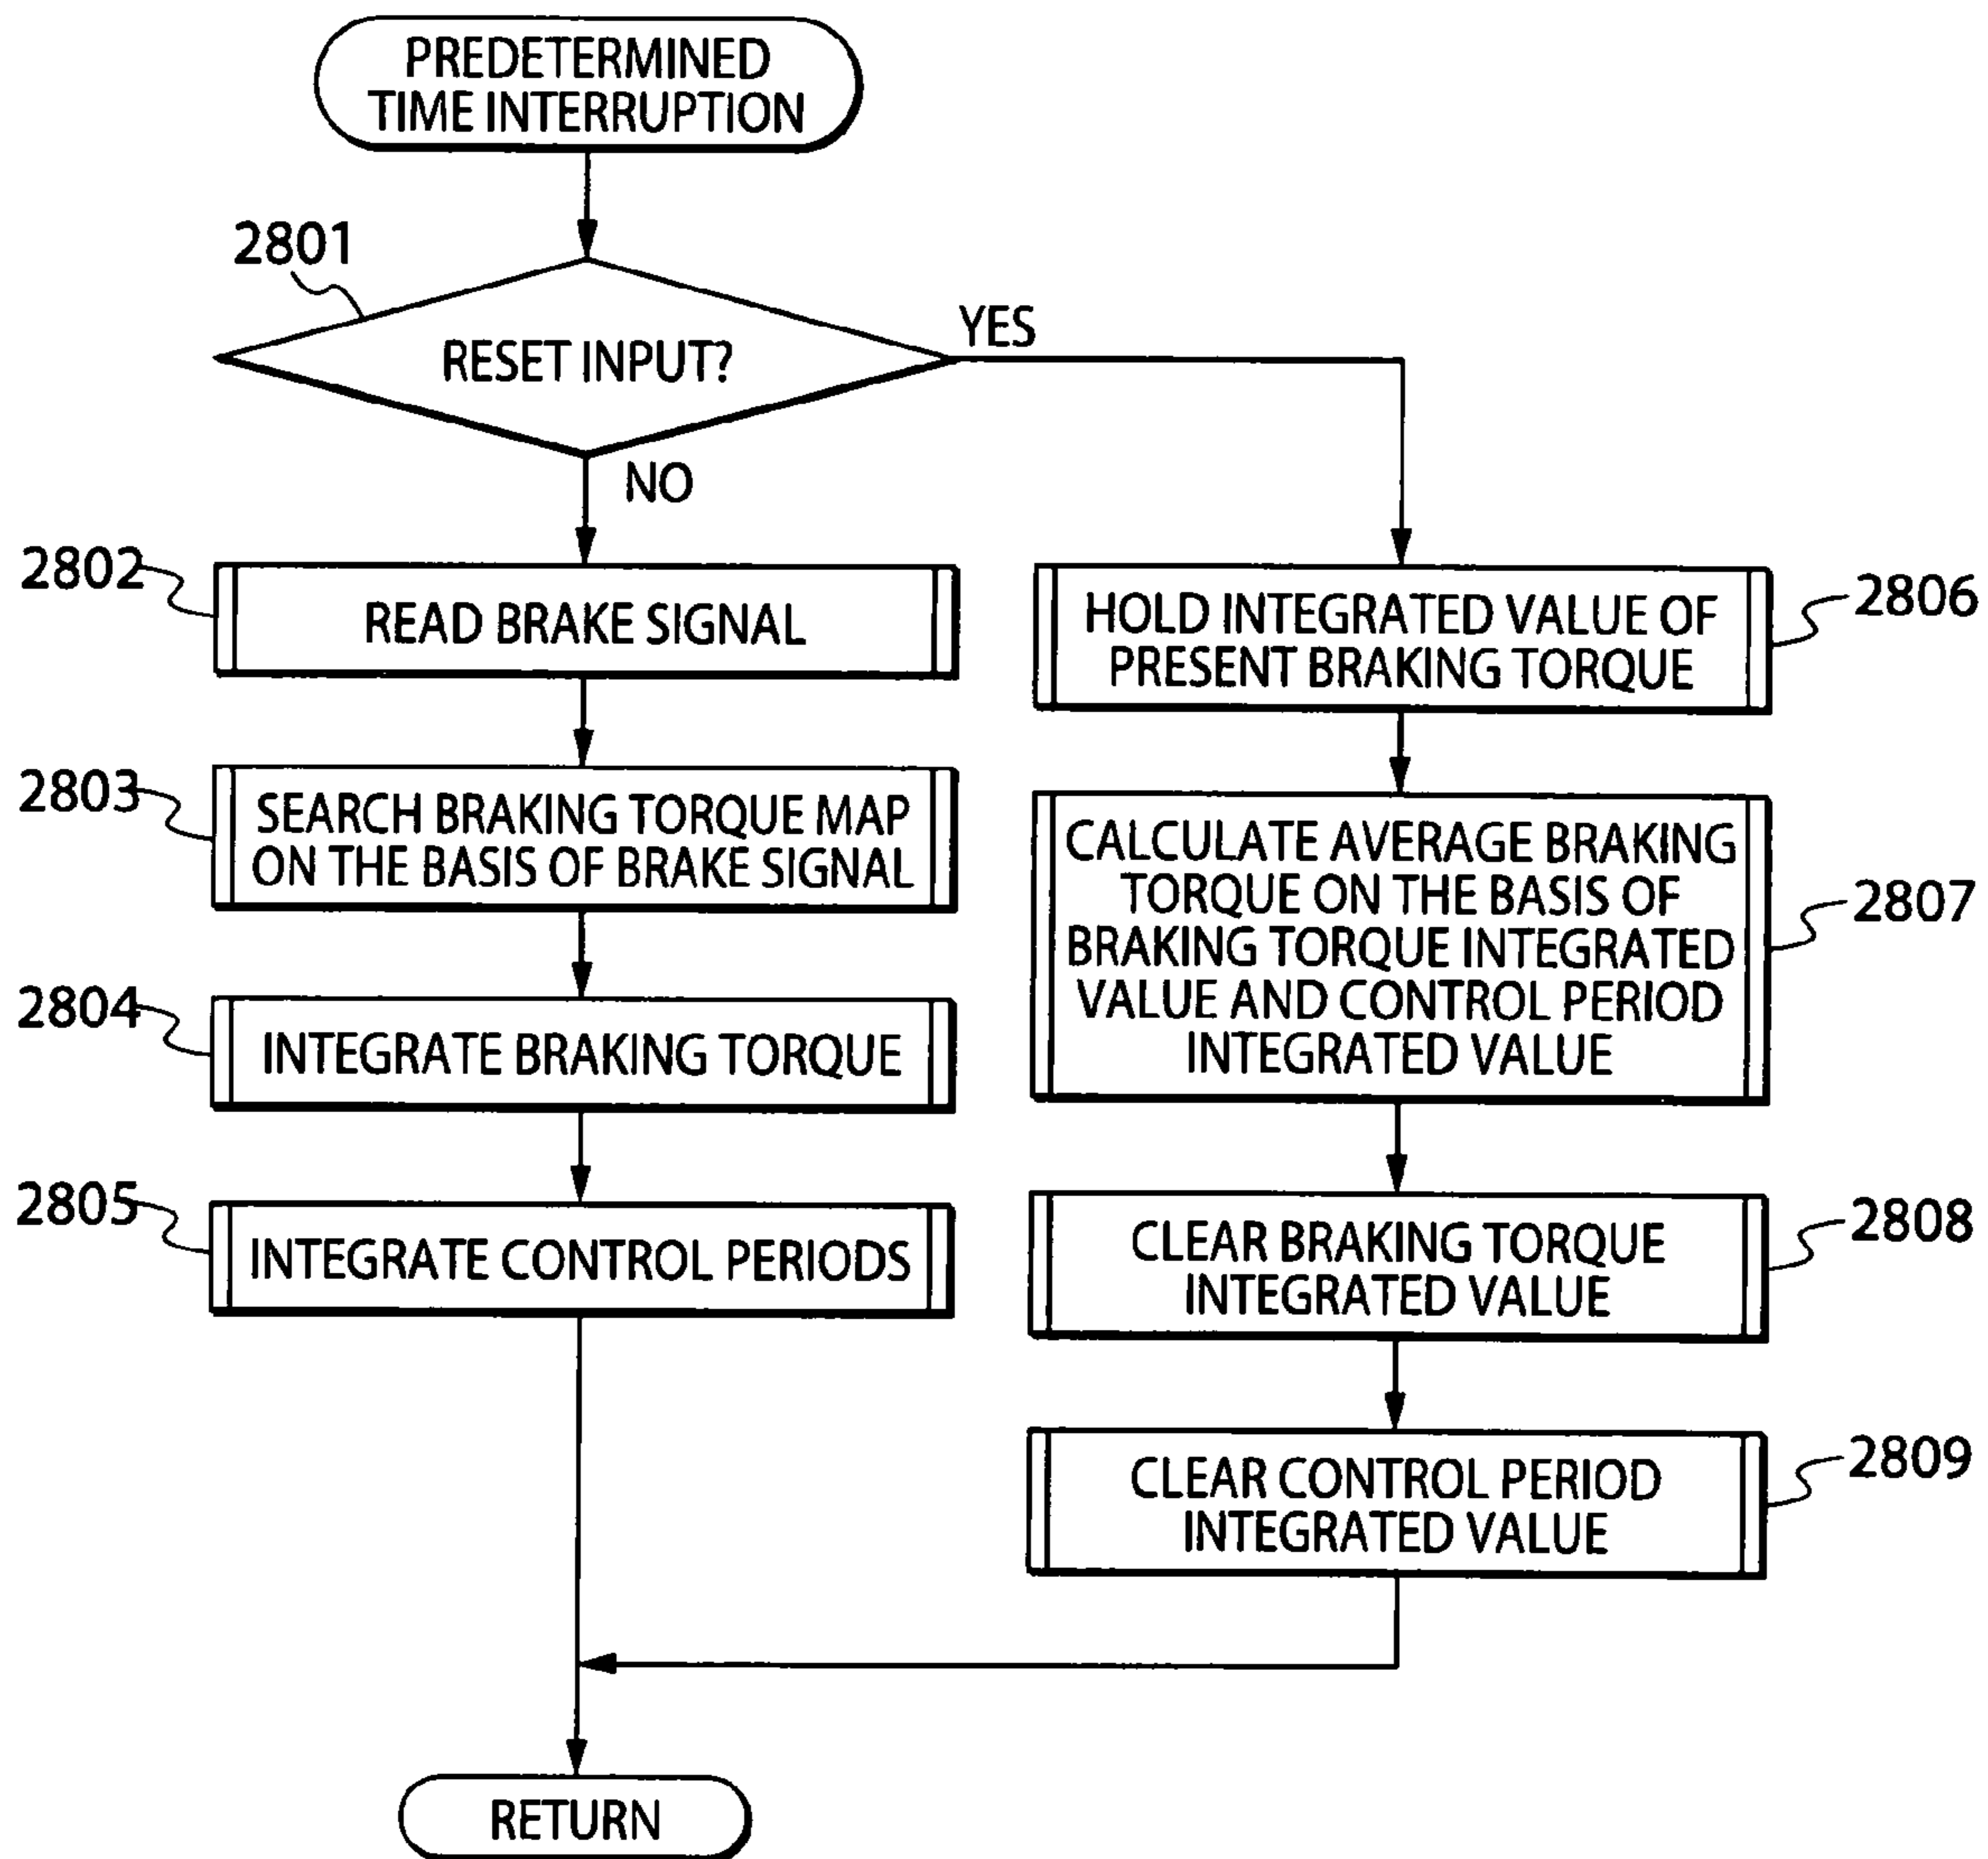 PREDETERMINED
TIME INTERRUPTION
2801
RESET INPUT?
YES
NO
2802
READ BRAKE SIGNAL
2803
SEARCH BRAKING TORQUE MAP
ON THE BASIS OF BRAKE SIGNAL
2804
INTEGRATE BRAKING TORQUE
2805
INTEGRATE CONTROL PERIODS
HOLD INTEGRATED VALUE OF
PRESENT BRAKING TORQUE
2806
CALCULATE AVERAGE BRAKING
TORQUE ON THE BASIS OF
BRAKING TORQUE INTEGRATED
VALUE AND CONTROL PERIOD
INTEGRATED VALUE
2807
CLEAR BRAKING TORQUE
INTEGRATED VALUE
2808
CLEAR CONTROL PERIOD
INTEGRATED VALUE
2809
RETURN